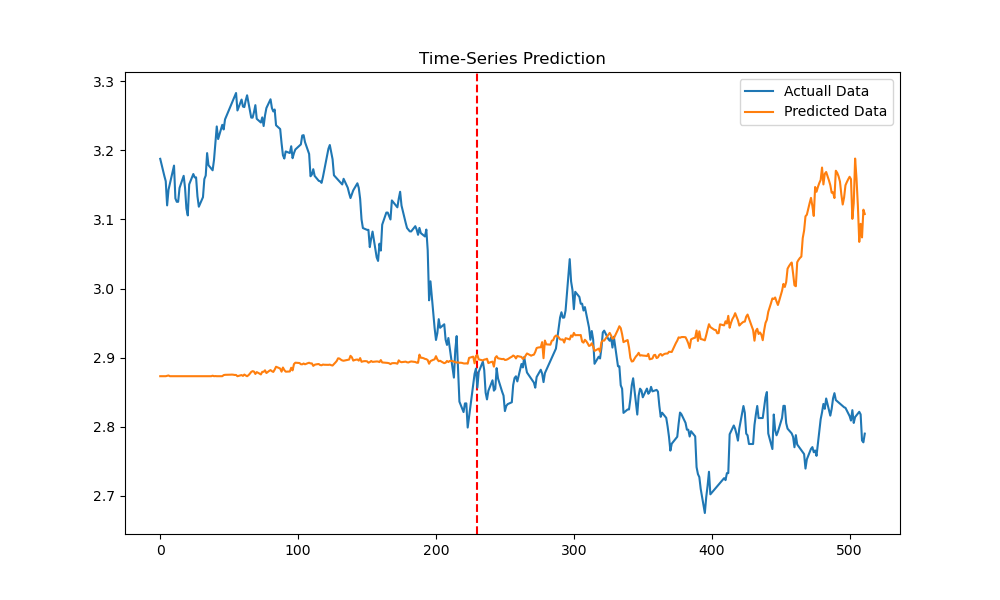 Time-Series Prediction
Actuall Data
Predicted Data
3.3
3.2
3.1
3.0
2.9
2.8
2.7
0 100 200 300 400 500